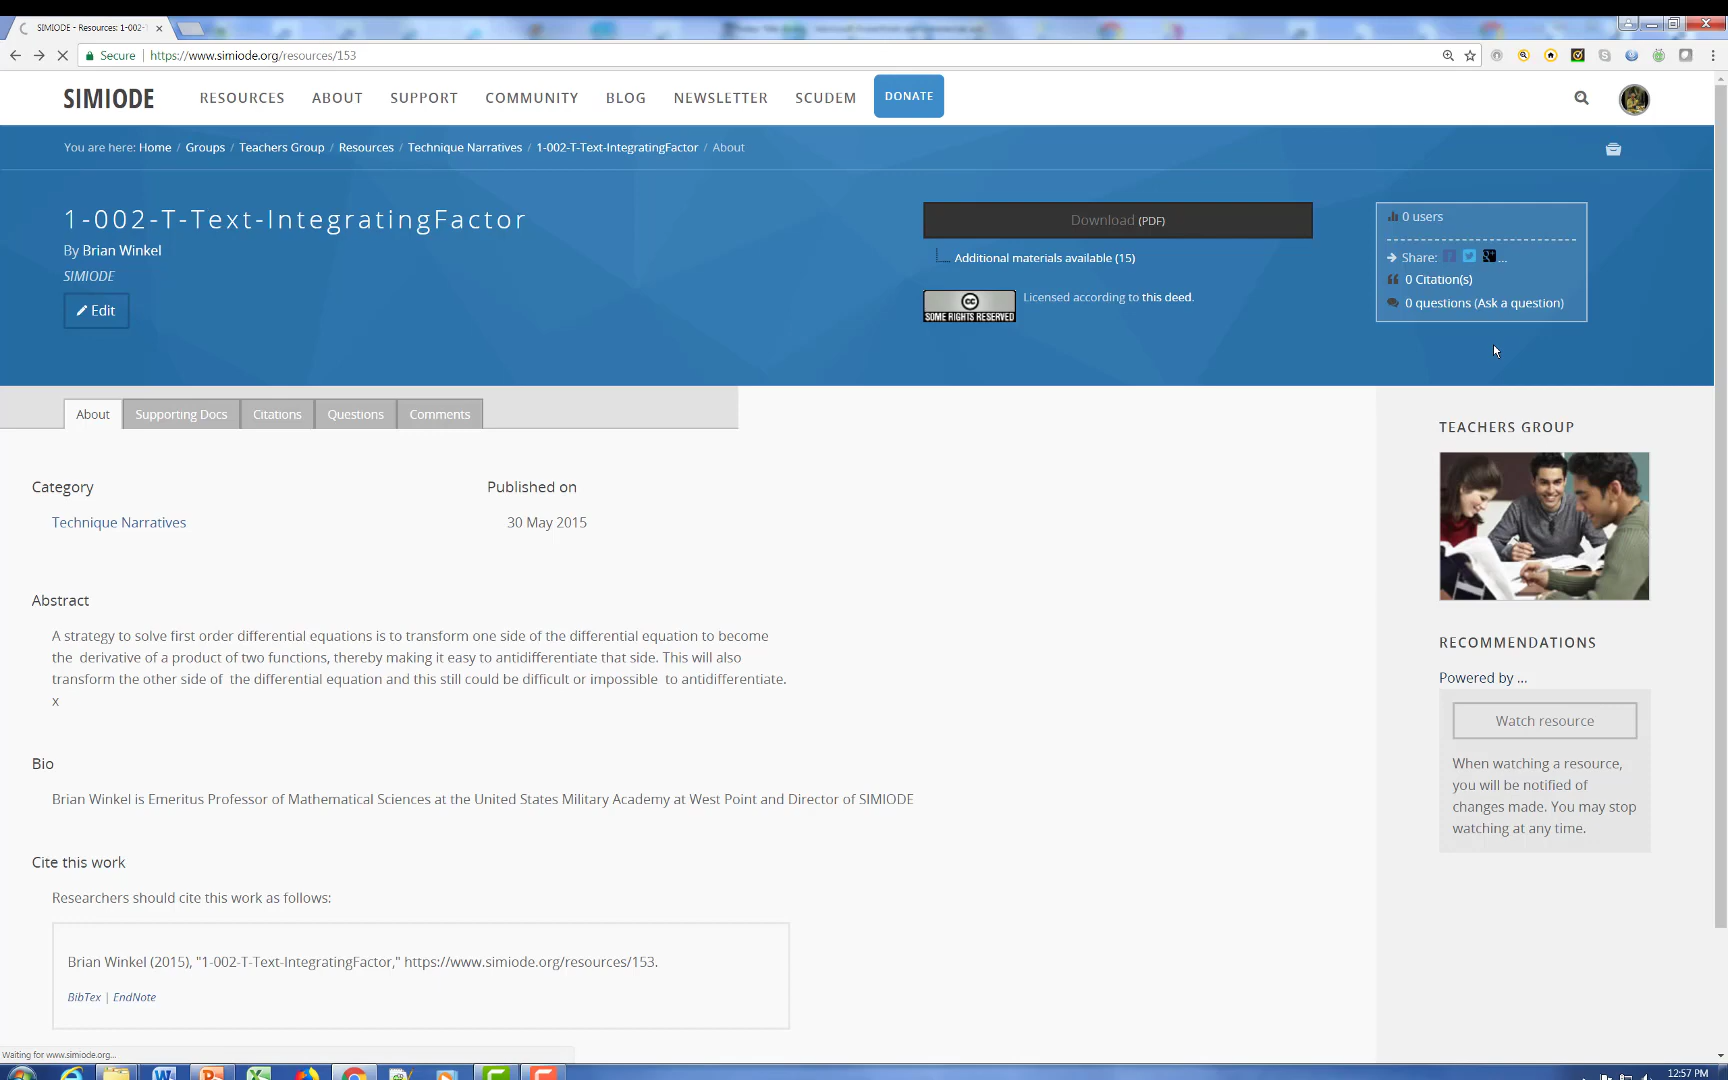 SIMIODE - Resources: 1-002-
Secure
https://www.simiode.org/resources/153
SIMIODE
RESOURCES ABOUT SUPPORT COMMUNITY BLOG NEWSLETTER SCUDEM DONATE
You are here: Home / Groups / Teachers Group / Resources / Technique Narratives / 1-002-T-Text-IntegratingFactor / About
1-002-T-Text-IntegratingFactor
By Brian Winkel
SIMIODE
Edit
Download (PDF)
Additional materials available (15)
SOME RIGHTS RESERVED
Licensed according to this deed.
0 users
Share: ...
0 Citation(s)
0 questions (Ask a question)
About Supporting Docs Citations Questions Comments
Category
Technique Narratives
Published on
30 May 2015
Abstract
A strategy to solve first order differential equations is to transform one side of the differential equation to become
the derivative of a product of two functions, thereby making it easy to antidifferentiate that side. This will also
transform the other side of the differential equation and this still could be difficult or impossible to antidifferentiate.
x
Bio
Brian Winkel is Emeritus Professor of Mathematical Sciences at the United States Military Academy at West Point and Director of SIMIODE
Cite this work
Researchers should cite this work as follows:
Brian Winkel (2015), "1-002-T-Text-IntegratingFactor," https://www.simiode.org/resources/153.
BibTex | EndNote
TEACHERS GROUP
RECOMMENDATIONS
Powered by ...
Watch resource
When watching a resource,
you will be notified of
changes made. You may stop
watching at any time.
Waiting for www.simiode.org...
12:57 PM